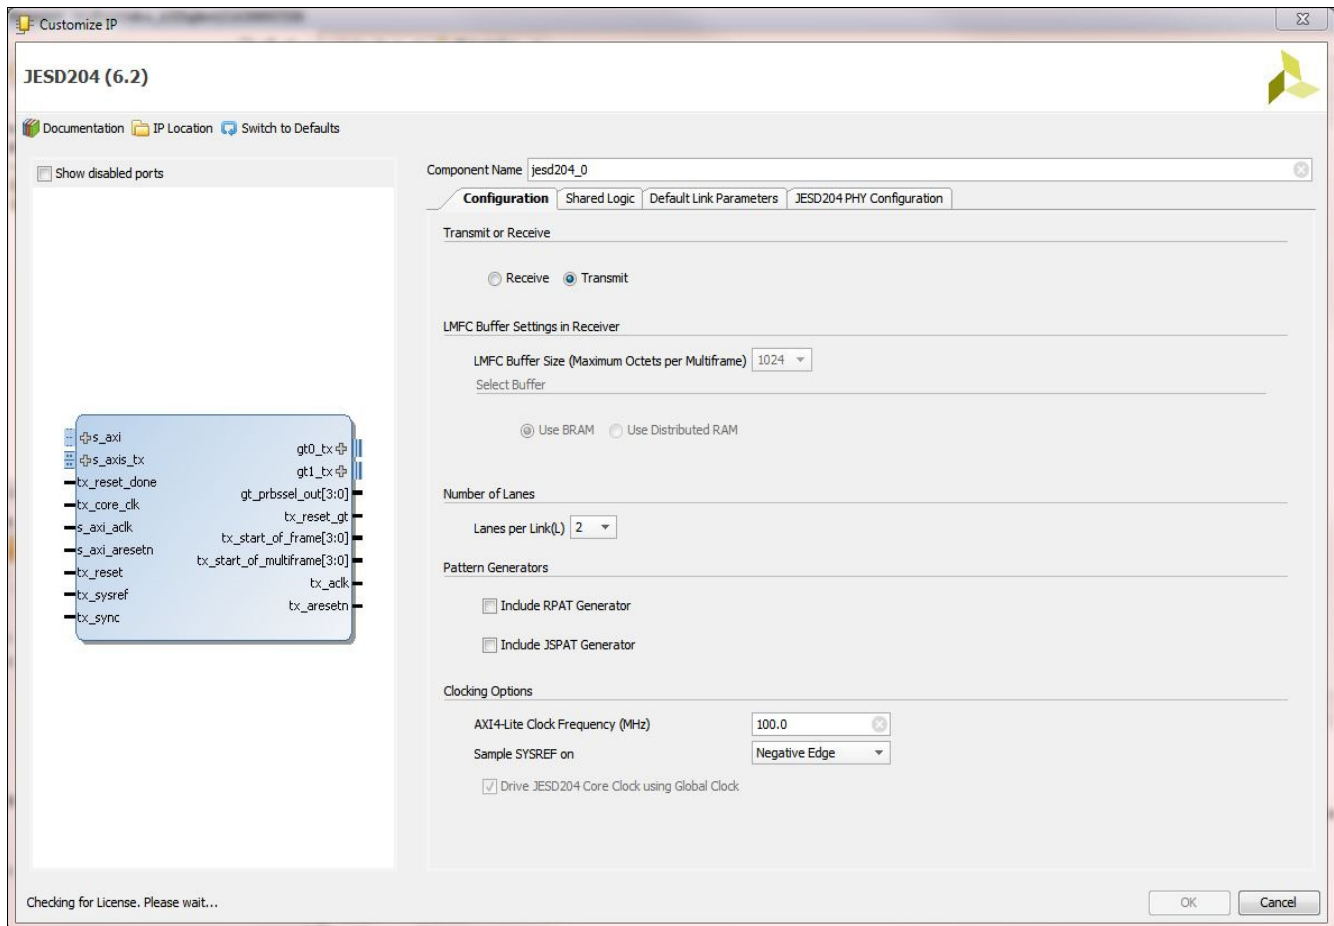 Customize IP
JESD204 (6.2)
Documentation IP Location Switch to Defaults
Show disabled ports
Component Name jesd204_0
Configuration Shared Logic Default Link Parameters JESD204 PHY Configuration
Transmit or Receive
Receive Transmit
LMFC Buffer Settings in Receiver
LMFC Buffer Size (Maximum Octets per Multiframe) 1024
Select Buffer
Use BRAM Use Distributed RAM
Number of Lanes
Lanes per Link(L) 2
Pattern Generators
Include RPAT Generator
Include JSPAT Generator
Clocking Options
AXI4-Lite Clock Frequency (MHz) 100.0
Sample SYSREF on Negative Edge
Drive JESD204 Core Clock using Global Clock
s_axi
s_axis_tx
tx_reset_done
tx_core_clk
s_axi_aclk
s_axi_aresetn
tx_reset
tx_sysref
tx_sync
gt0_tx
gt1_tx
gt_prbssel_out[3:0]
tx_reset_gt
tx_start_of_frame[3:0]
tx_start_of_multiframe[3:0]
tx_aclk
tx_aresetn
Checking for License. Please wait...
OK Cancel